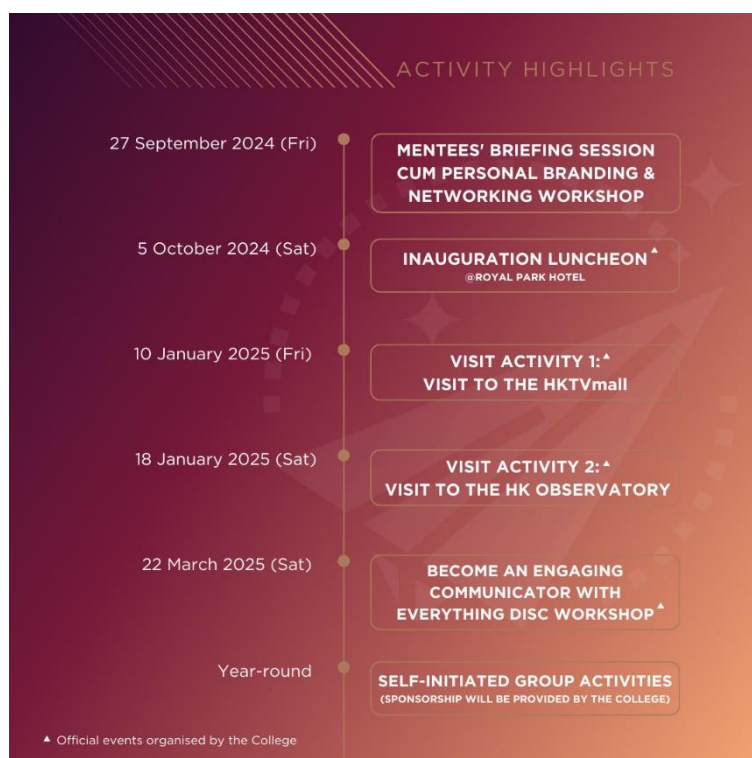 ACTIVITY HIGHLIGHTS
27 September 2024 (Fri)
MENTEES' BRIEFING SESSION
CUM PERSONAL BRANDING &
NETWORKING WORKSHOP
5 October 2024 (Sat)
INAUGURATION LUNCHEON ▲
@ROYAL PARK HOTEL
10 January 2025 (Fri)
VISIT ACTIVITY 1: ▲
VISIT TO THE HKTVmall
18 January 2025 (Sat)
VISIT ACTIVITY 2: ▲
VISIT TO THE HK OBSERVATORY
22 March 2025 (Sat)
BECOME AN ENGAGING
COMMUNICATOR WITH
EVERYTHING DISC WORKSHOP ▲
Year-round
SELF-INITIATED GROUP ACTIVITIES
(SPONSORSHIP WILL BE PROVIDED BY THE COLLEGE)
▲ Official events organised by the College